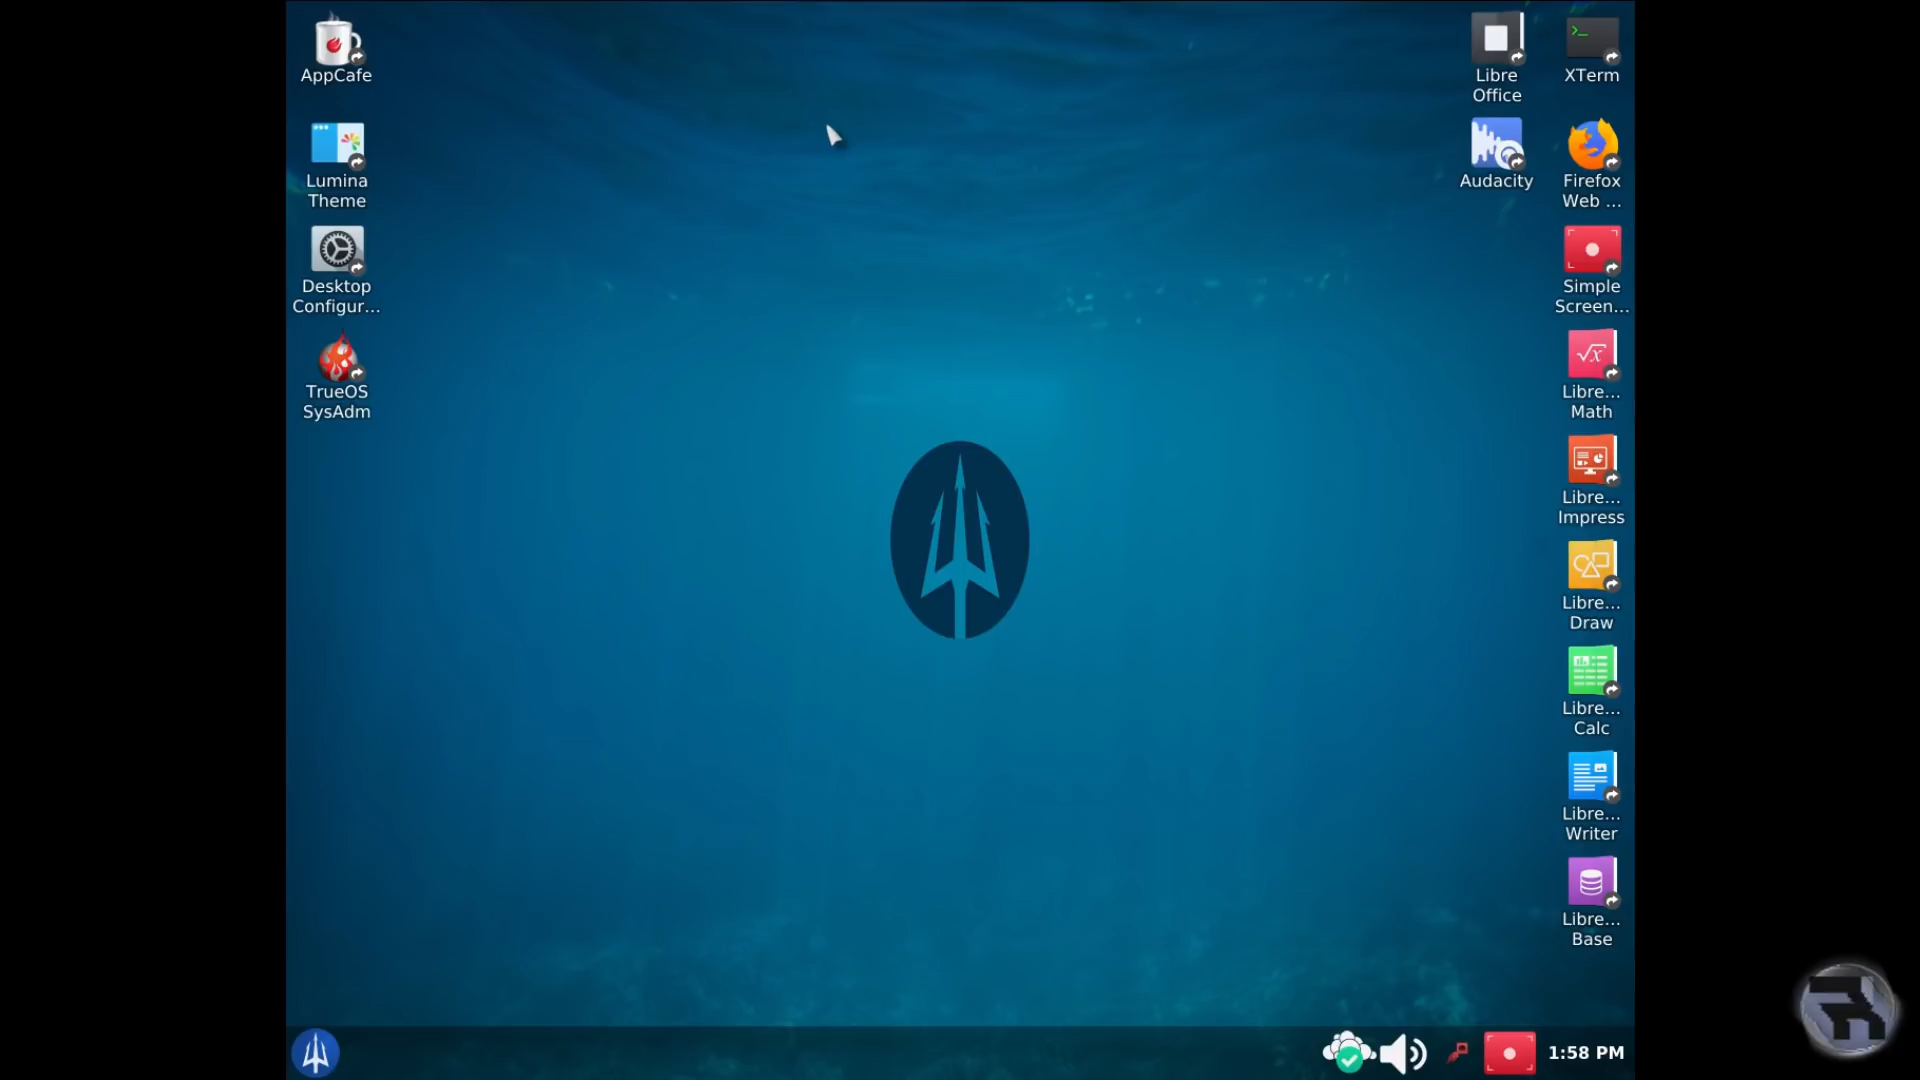 AppCafe
Lumina
Theme
Desktop
Configur...
TrueOS
SysAdm
Libre
Office
Audacity
XTerm
>_
Firefox
Web ...
Simple
Screen...
√x
Libre...
Math
Libre...
Impress
Libre...
Draw
Libre...
Calc
Libre...
Writer
Libre...
Base
1:58 PM